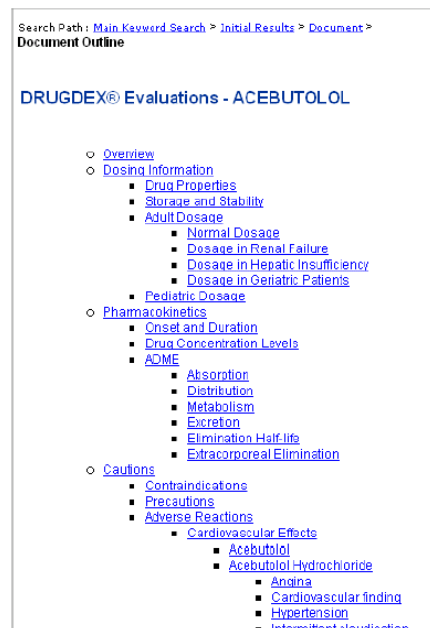 Search Path: Main Keyword Search > Initial Results > Document >
Document Outline
DRUGDEX® Evaluations - ACEBUTOLOL
Overview
Dosing Information
Drug Properties
Storage and Stability
Adult Dosage
Normal Dosage
Dosage in Renal Failure
Dosage in Hepatic Insufficiency
Dosage in Geriatric Patients
Pediatric Dosage
Pharmacokinetics
Onset and Duration
Drug Concentration Levels
ADME
Absorption
Distribution
Metabolism
Excretion
Elimination Half-life
Extracorporeal Elimination
Cautions
Contraindications
Precautions
Adverse Reactions
Cardiovascular Effects
Acebutolol
Acebutolol Hydrochloride
Angina
Cardiovascular finding
Hypertension